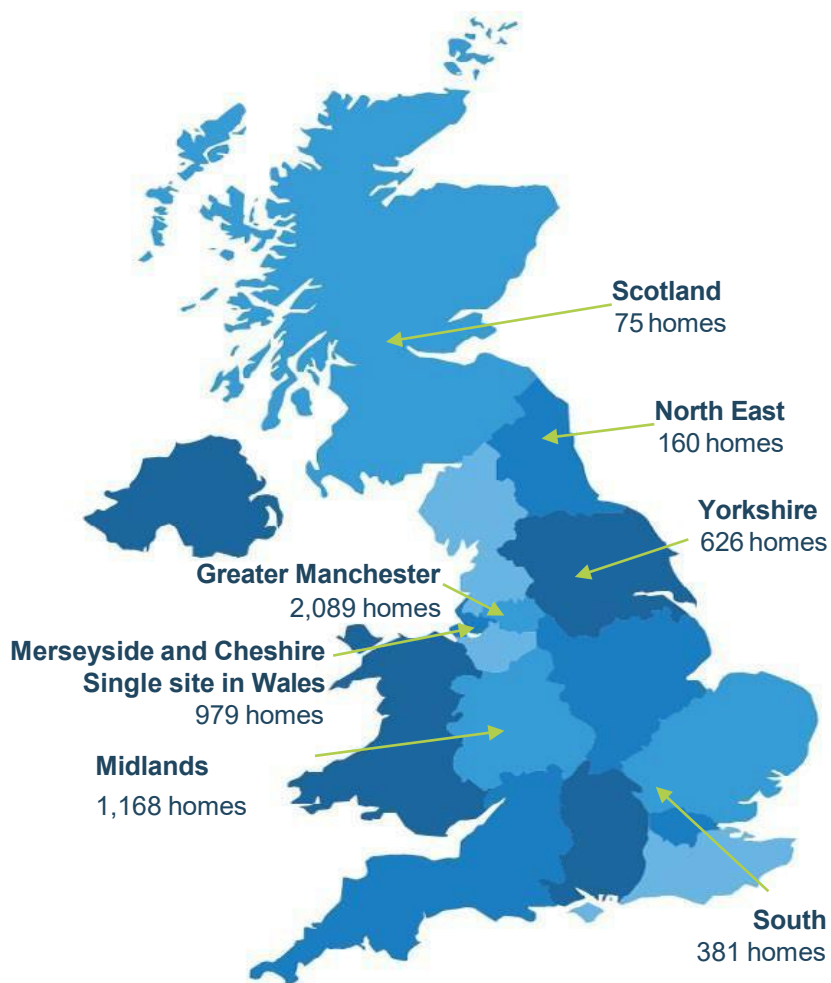 Scotland
75 homes
North East
160 homes
Yorkshire
626 homes
Greater Manchester
2,089 homes
Merseyside and Cheshire
Single site in Wales
979 homes
Midlands
1,168 homes
South
381 homes